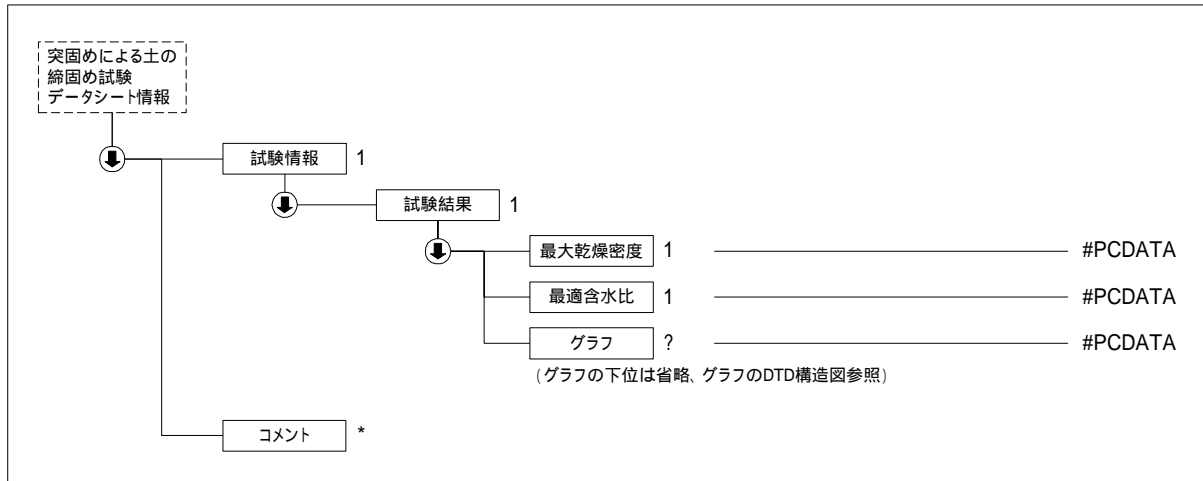 突固めによる土の
締固め試験
データシート情報
試験情報 1
試験結果 1
最大乾燥密度 1 #PCDATA
最適含水比 1 #PCDATA
グラフ ? #PCDATA
(グラフの下位は省略、グラフのDTD構造図参照)
コメント *